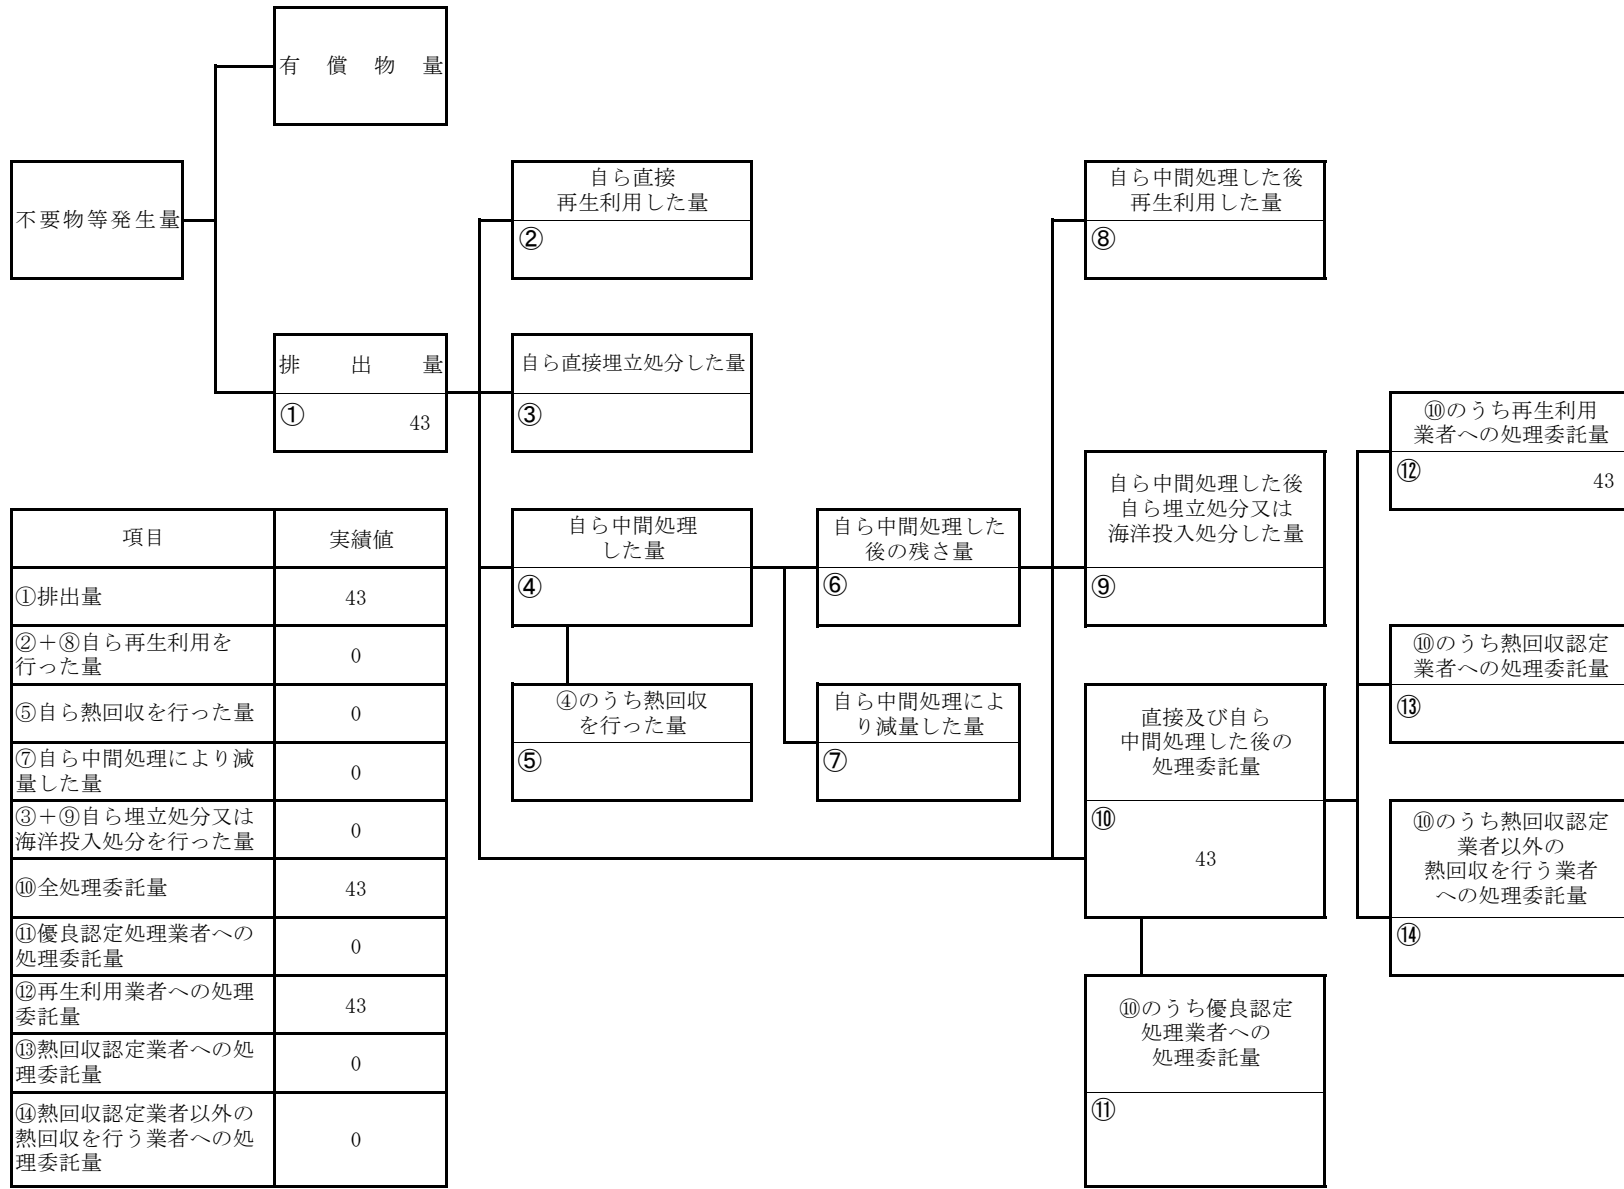 有償物量
不要物等発生量
排出量
①
43
自ら直接
再生利用した量
②
自ら直接埋立処分した量
③
自ら中間処理
した量
④
④のうち熱回収
を行った量
⑤
自ら中間処理した
後の残さ量
⑥
自ら中間処理によ
り減量した量
⑦
自ら中間処理した後
再生利用した量
⑧
自ら中間処理した後
自ら埋立処分又は
海洋投入処分した量
⑨
直接及び自ら
中間処理した後の
処理委託量
⑩
43
⑩のうち優良認定
処理業者への
処理委託量
⑪
⑩のうち再生利用
業者への処理委託量
⑫
43
⑩のうち熱回収認定
業者への処理委託量
⑬
⑩のうち熱回収認定
業者以外の
熱回収を行う業者
への処理委託量
⑭
項目 実績値
①排出量 43
②＋⑧自ら再生利用を
行った量 0
⑤自ら熱回収を行った量 0
⑦自ら中間処理により減
量した量 0
③＋⑨自ら埋立処分又は
海洋投入処分を行った量 0
⑩全処理委託量 43
⑪優良認定処理業者への
処理委託量 0
⑫再生利用業者への処理
委託量 43
⑬熱回収認定業者への処
理委託量 0
⑭熱回収認定業者以外の
熱回収を行う業者への処
理委託量 0